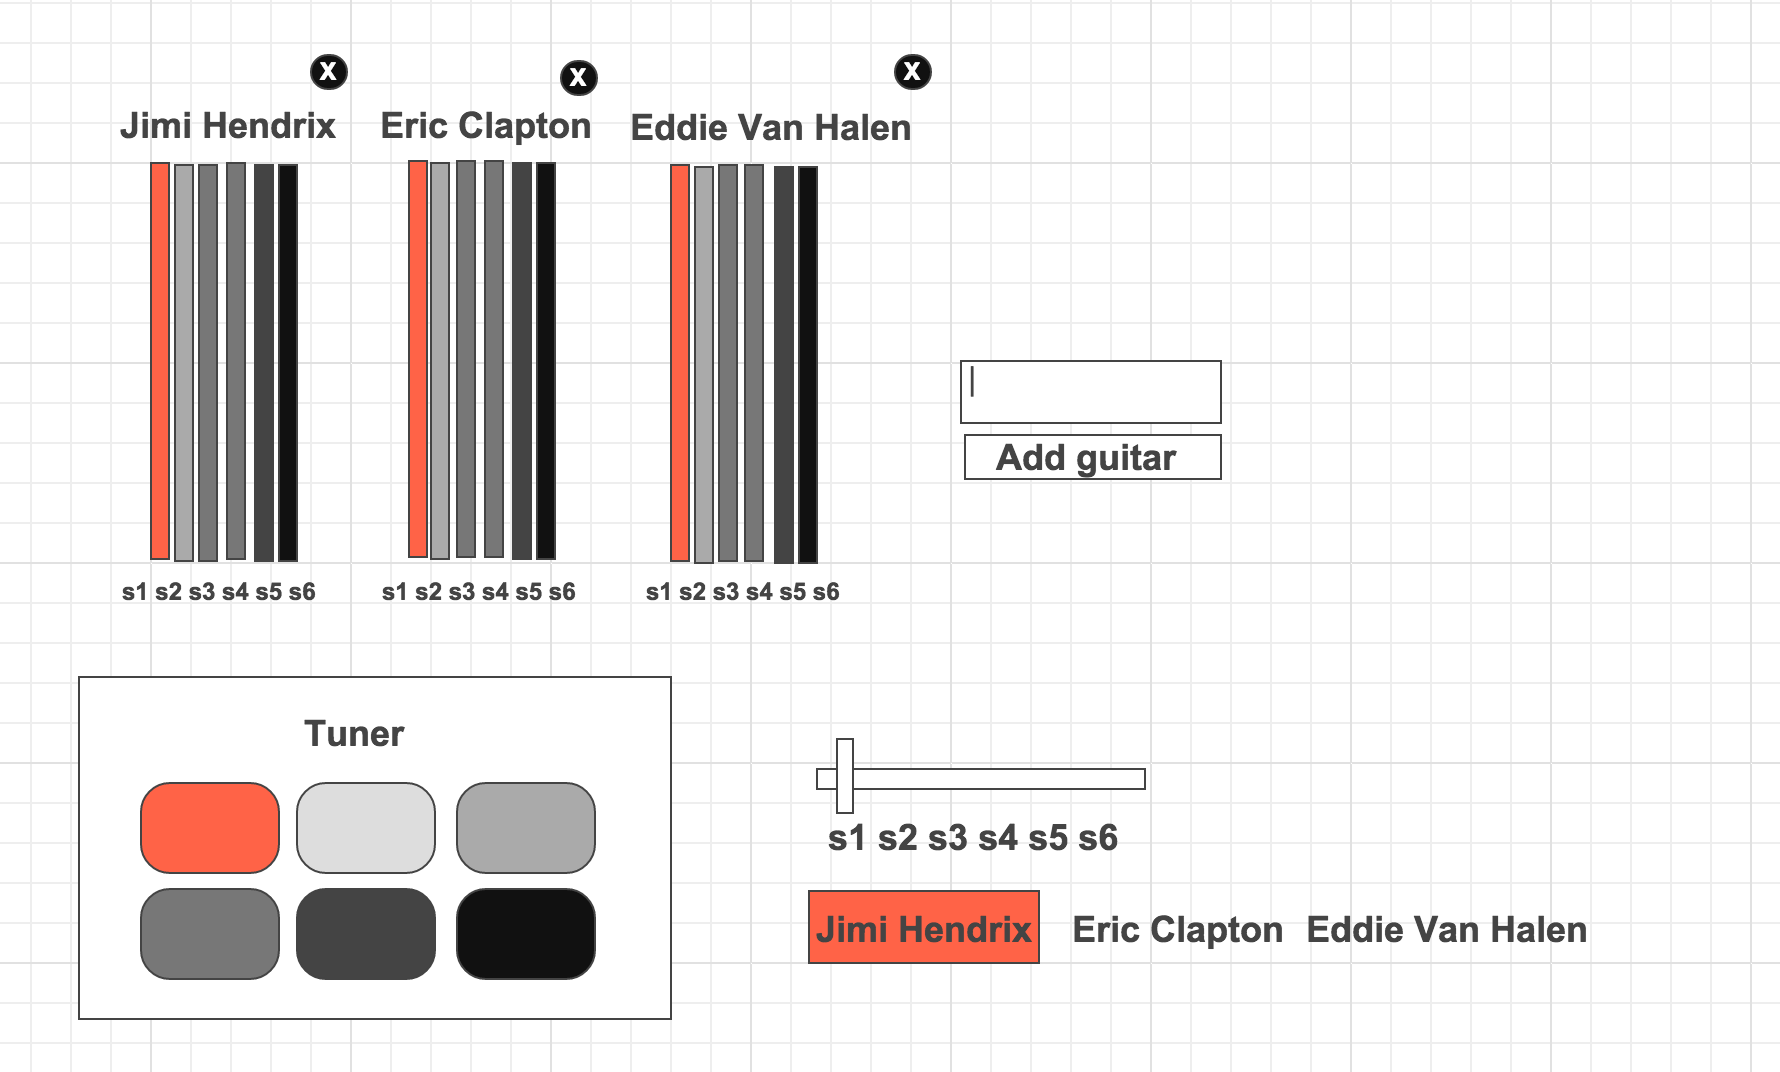 X X X
Jimi Hendrix Eric Clapton Eddie Van Halen
s1 s2 s3 s4 s5 s6 s1 s2 s3 s4 s5 s6 s1 s2 s3 s4 s5 s6
Add guitar
Tuner
s1 s2 s3 s4 s5 s6
Jimi Hendrix Eric Clapton Eddie Van Halen